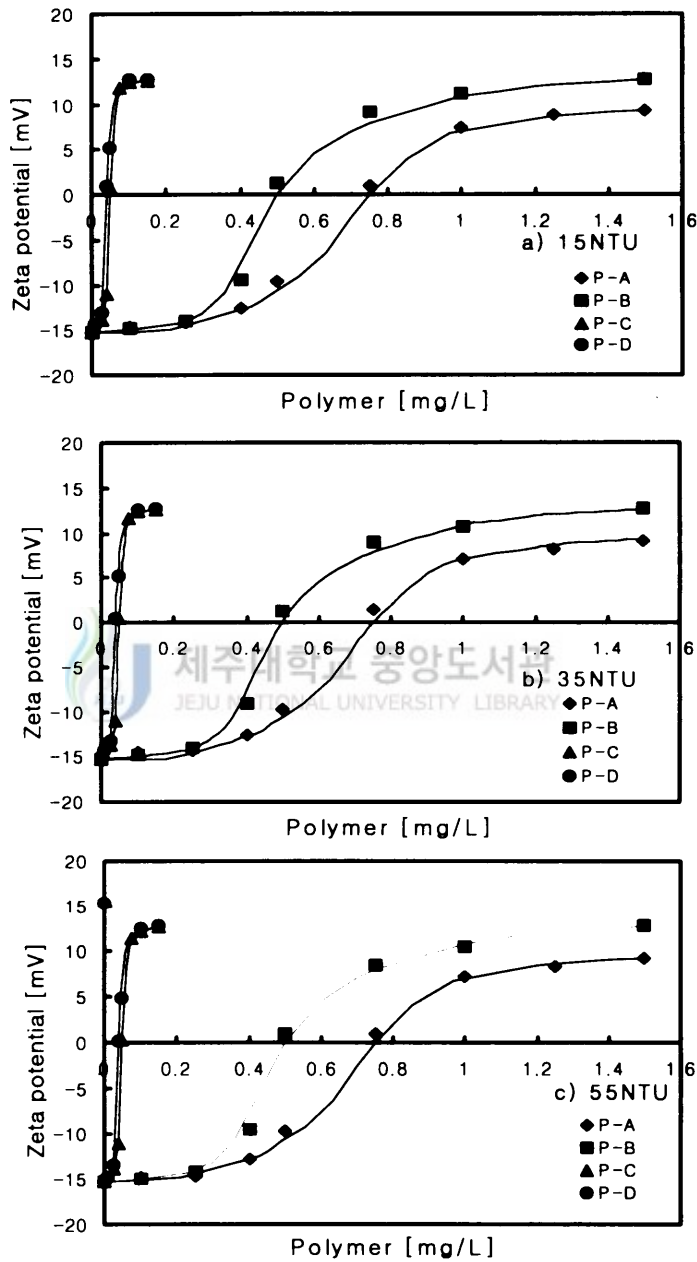 20
15
10
5
0
-5
-10
-15
-20
Zeta potential [mV]
0 0.2 0.4 0.6 0.8 1 1.2 1.4 1.6
a) 15NTU
P-A
P-B
P-C
P-D
Polymer [mg/L]
20
15
10
5
0
-5
-10
-15
-20
Zeta potential [mV]
0 0.2 0.4 0.6 0.8 1 1.2 1.4 1.6
제주대학교 중앙도서관
JEJU NATIONAL UNIVERSITY LIBRARY
b) 35NTU
P-A
P-B
P-C
P-D
Polymer [mg/L]
20
15
10
5
0
-5
-10
-15
-20
Zeta potential [mV]
0 0.2 0.4 0.6 0.8 1 1.2 1.4 1.6
c) 55NTU
P-A
P-B
P-C
P-D
Polymer [mg/L]